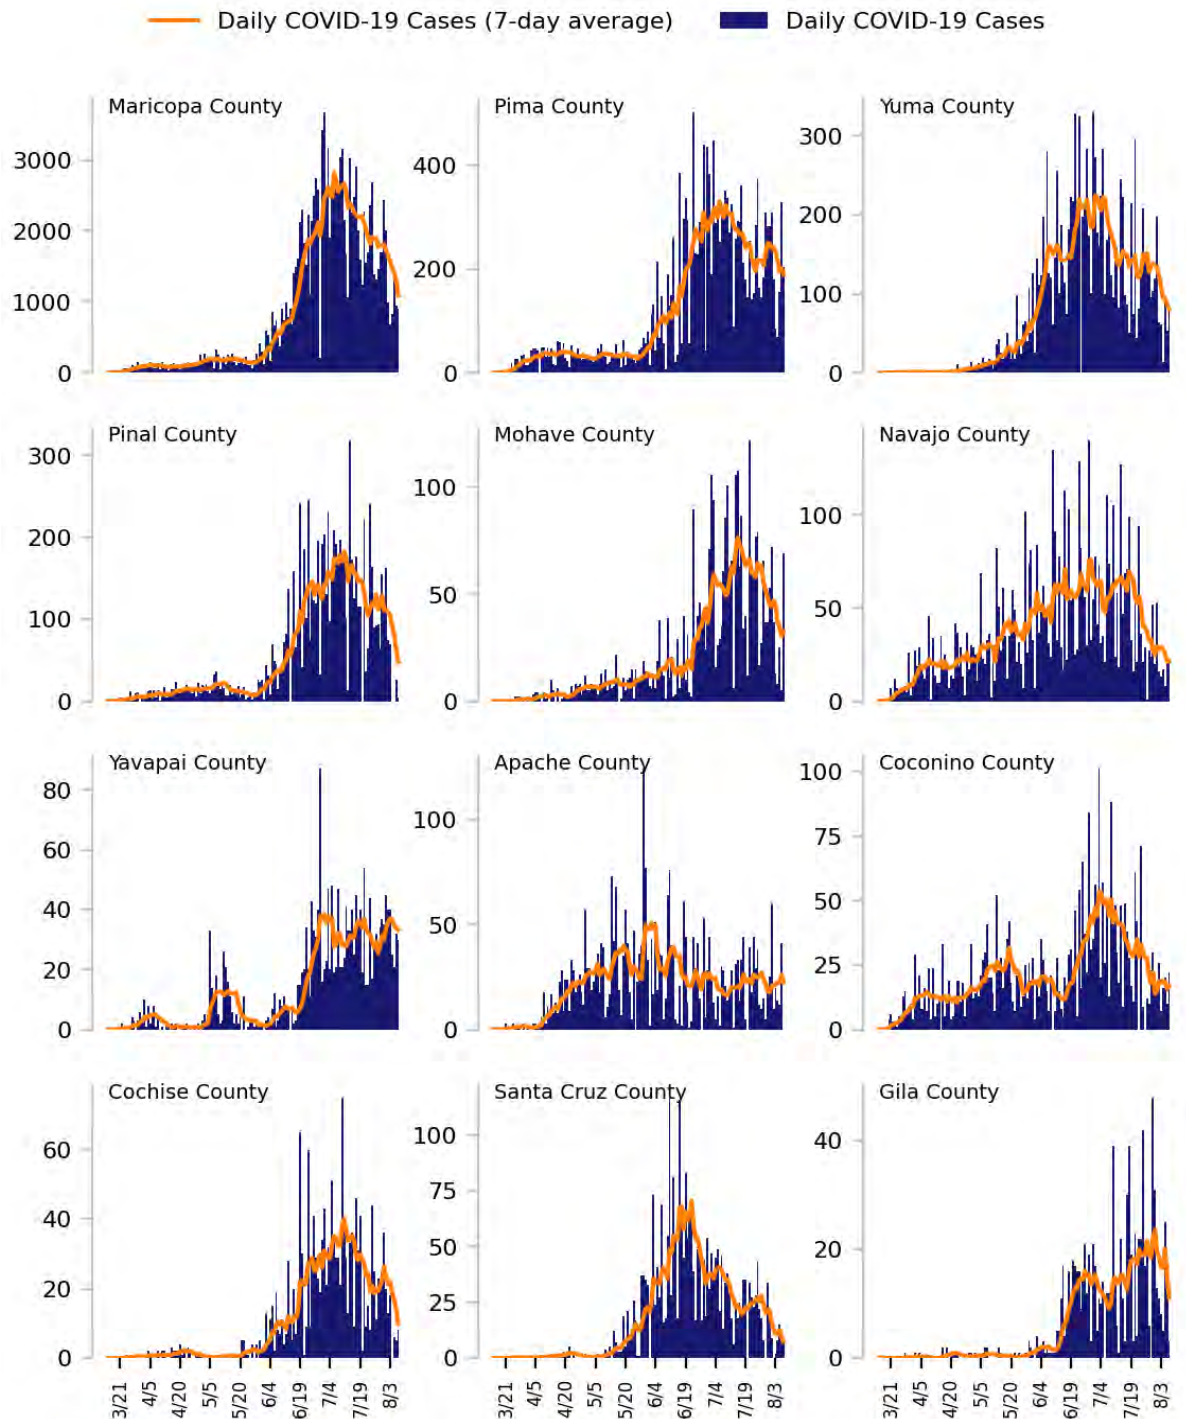 Daily COVID-19 Cases (7-day average) Daily COVID-19 Cases
Maricopa County Pima County Yuma County
3000 400 300
2000 200 200
1000 100
0 0 0
Pinal County Mohave County Navajo County
300 100 100
200 50 50
100
0 0 0
Yavapai County Apache County Coconino County
80 100 100
60 50 75
40 50
20 25
0 0 0
Cochise County Santa Cruz County Gila County
60 100 40
40 75 20
20 50
25
0 0 0
3/21 4/5 4/20 5/5 5/20 6/4 6/19 7/4 7/19 8/3 3/21 4/5 4/20 5/5 5/20 6/4 6/19 7/4 7/19 8/3 3/21 4/5 4/20 5/5 5/20 6/4 6/19 7/4 7/19 8/3